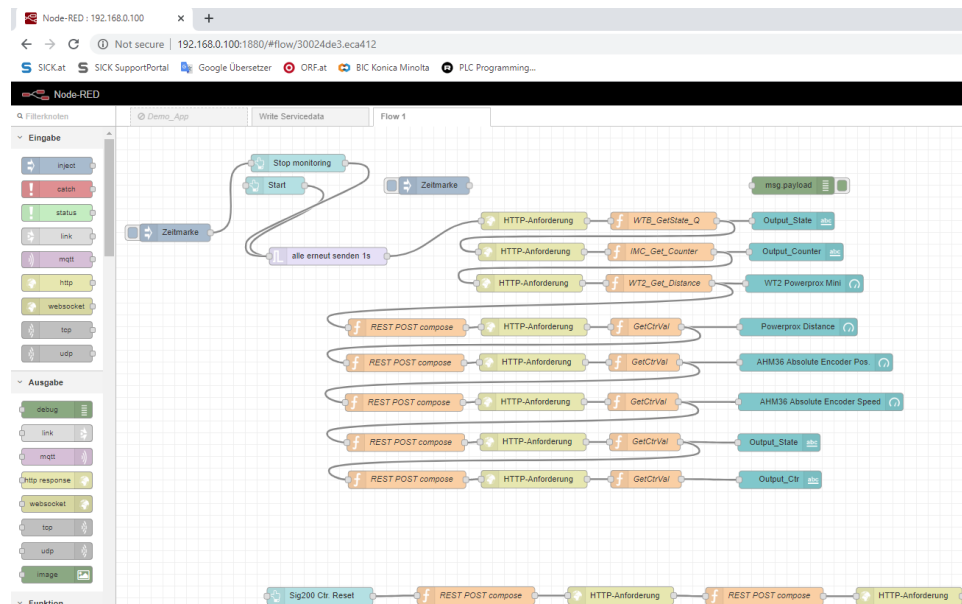 Node-RED : 192.168.0.100
Not secure | 192.168.0.100:1880/#flow/30024de3.eca412
SICK.at SICK SupportPortal Google Übersetzer ORF.at BIC Konica Minolta PLC Programming...
Node-RED
Filterknoten
Demo_App
Write Servicedata
Flow 1
Eingabe
inject
catch
status
link
mqtt
http
websocket
tcp
udp
Ausgabe
debug
link
mqtt
http response
websocket
tcp
udp
image
Funktion
Stop monitoring
Start
Zeitmarke
msg.payload
Zeitmarke
alle erneut senden 1s
HTTP-Anforderung WTB_GetState_Q Output_State abc
HTTP-Anforderung IMC_Get_Counter Output_Counter abc
HTTP-Anforderung WT2_Get_Distance WT2 Powerprox Mini
REST POST compose HTTP-Anforderung GetCtrVal Powerprox Distance
REST POST compose HTTP-Anforderung GetCtrVal AHM36 Absolute Encoder Pos.
REST POST compose HTTP-Anforderung GetCtrVal AHM36 Absolute Encoder Speed
REST POST compose HTTP-Anforderung GetCtrVal Output_State abc
REST POST compose HTTP-Anforderung GetCtrVal Output_Ctr abc
Sig200 Ctr. Reset REST POST compose HTTP-Anforderung REST POST compose HTTP-Anforderung